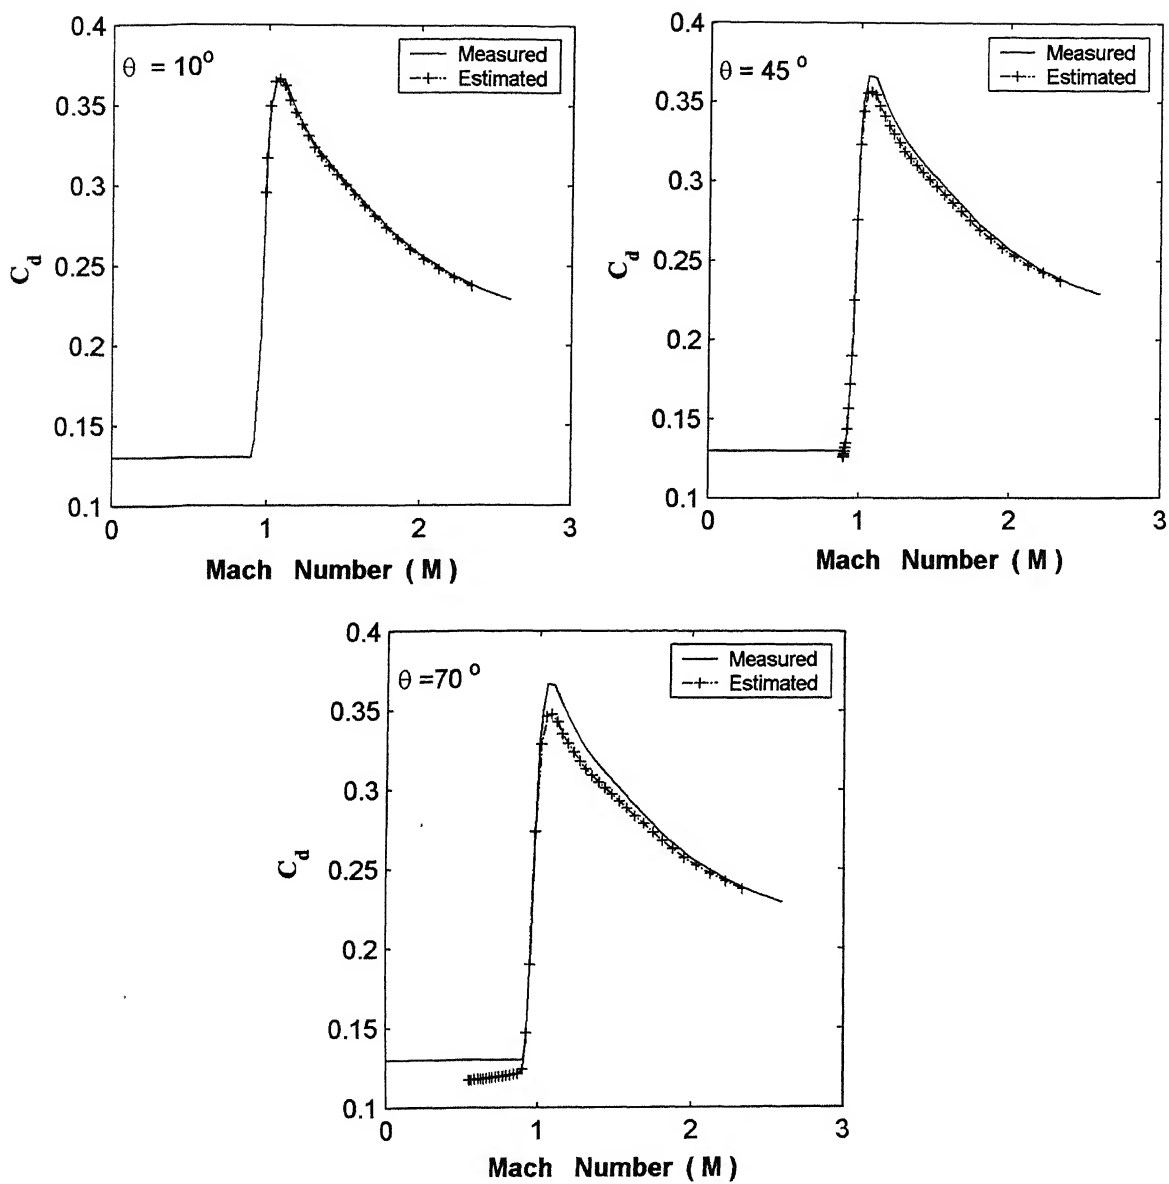 0.4
θ = 10°
Measured
Estimated
0.35
0.3
0.25
0.2
0.15
0.1
C_d
0
1
2
3
Mach Number ( M )
0.4
θ = 45 °
Measured
Estimated
0.35
0.3
0.25
0.2
0.15
0.1
C_d
0
1
2
3
Mach Number ( M )
0.4
θ =70 °
Measured
Estimated
0.35
0.3
0.25
0.2
0.15
0.1
C_d
0
1
2
3
Mach Number ( M )